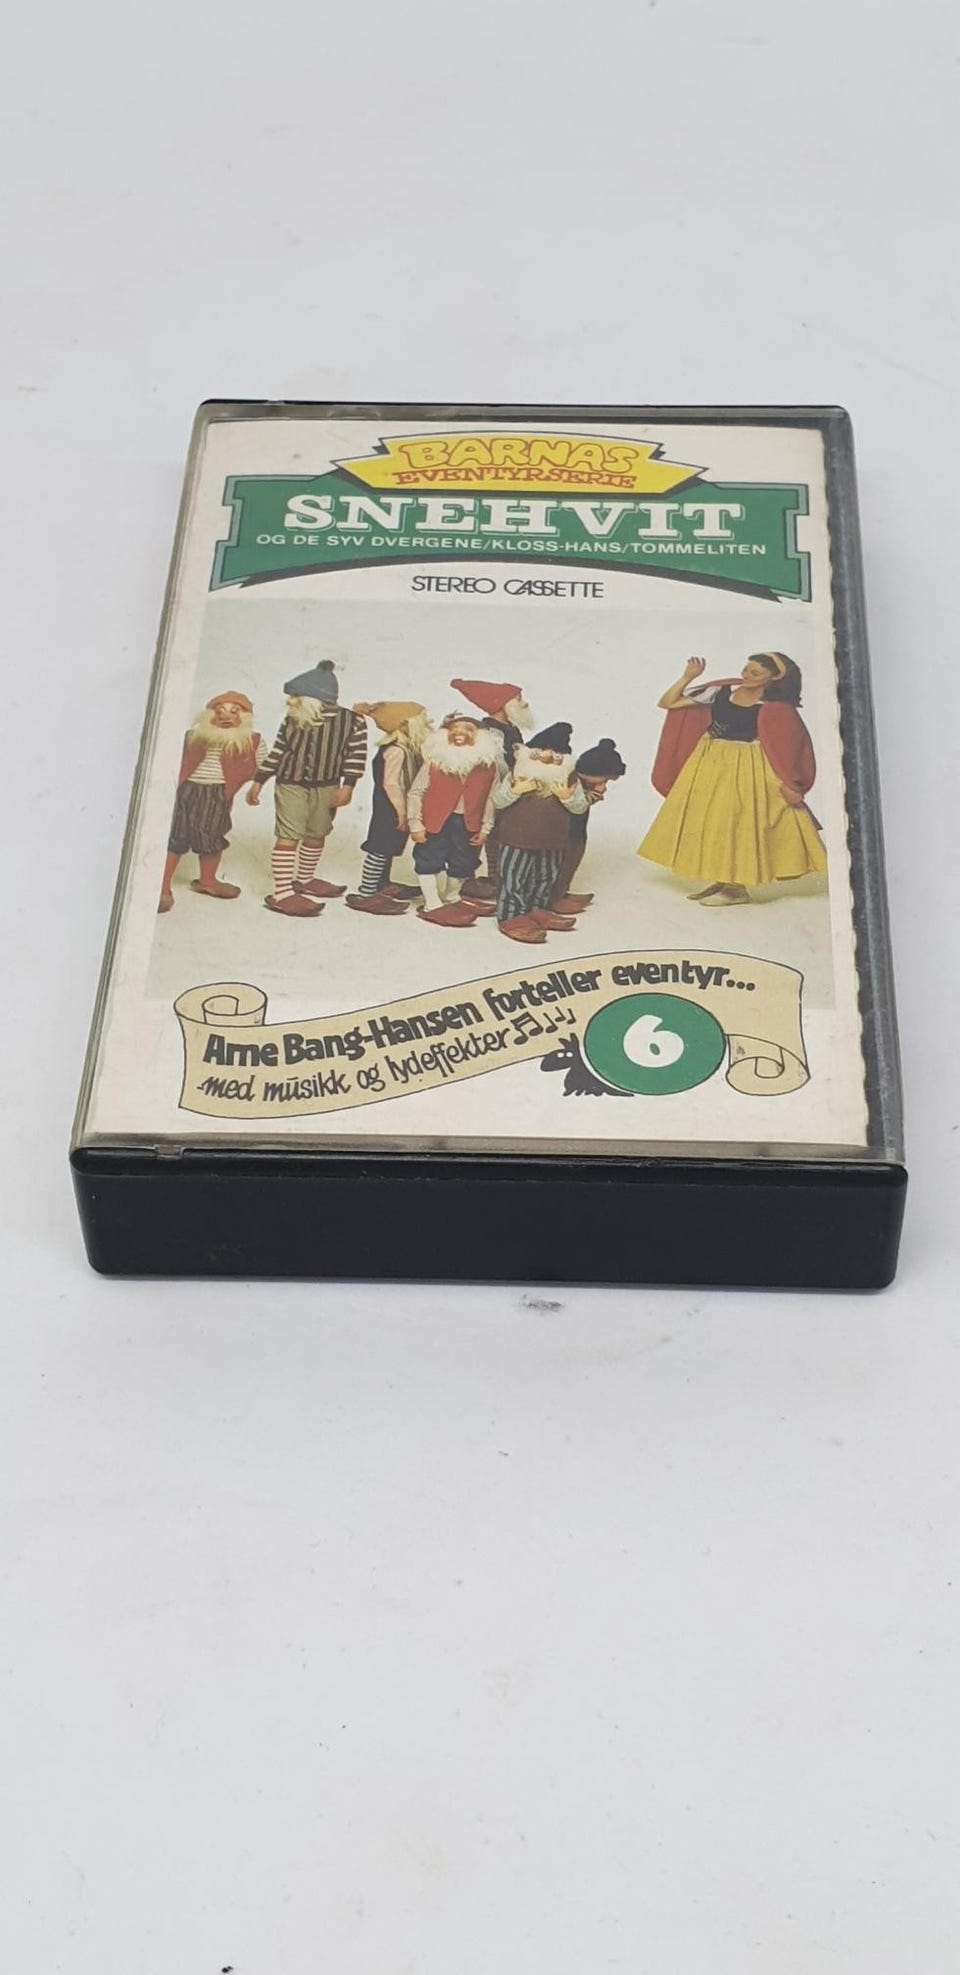 BARNAS
EVENTYRSERIE
SNEHVIT
OG DE SYV DVERGENE/KLOSS-HANS/TOMMELITEN
STEREO CASSETTE
Arne Bang-Hansen forteller eventyr...
med musikk og lydeffekter
6